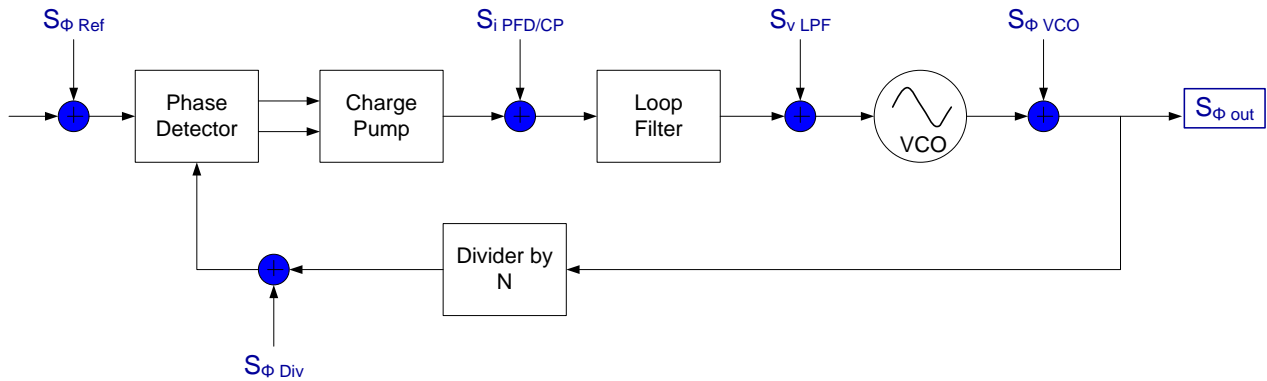 SΦ Ref
Si PFD/CP
Sv LPF
SΦ VCO
Phase
Detector
Charge
Pump
+
+
Loop
Filter
+
VCO
+
SΦ out
+
Divider by
N
SΦ Div